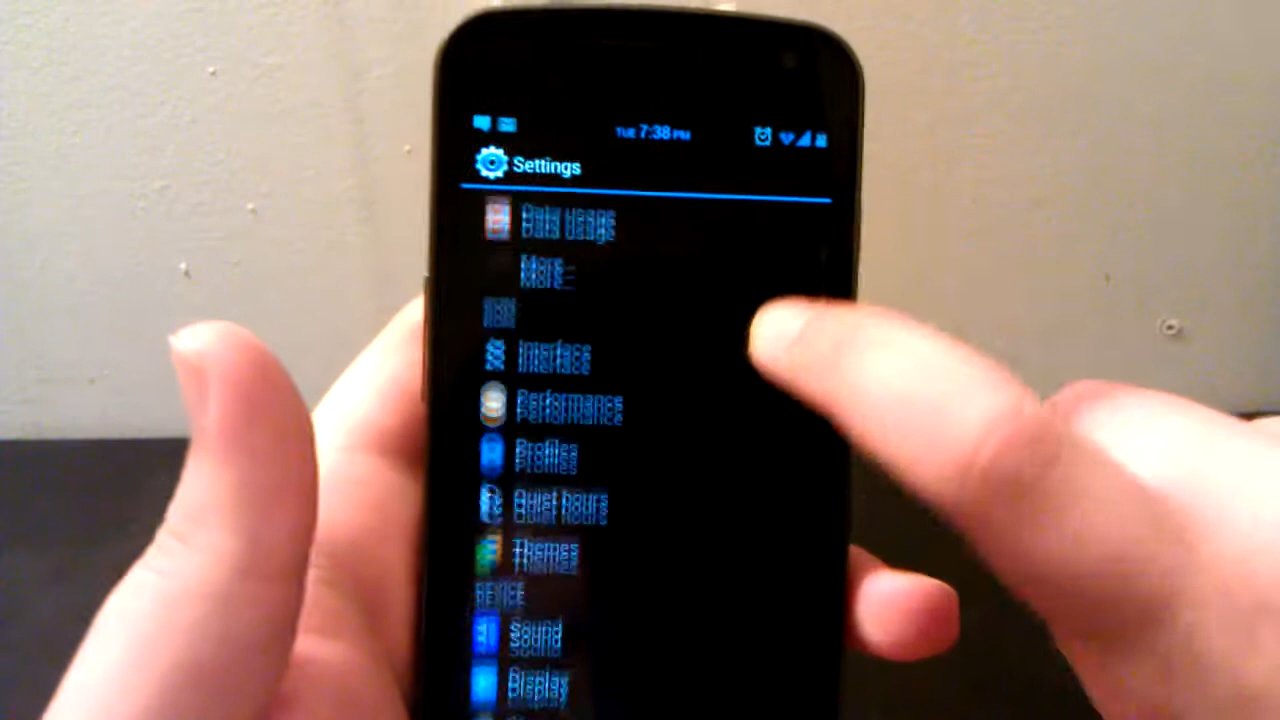 TUE 7:38 PM
Settings
Data usage
More...
Interface
Performance
Profiles
Quiet hours
Themes
DEVICE
Sound
Display